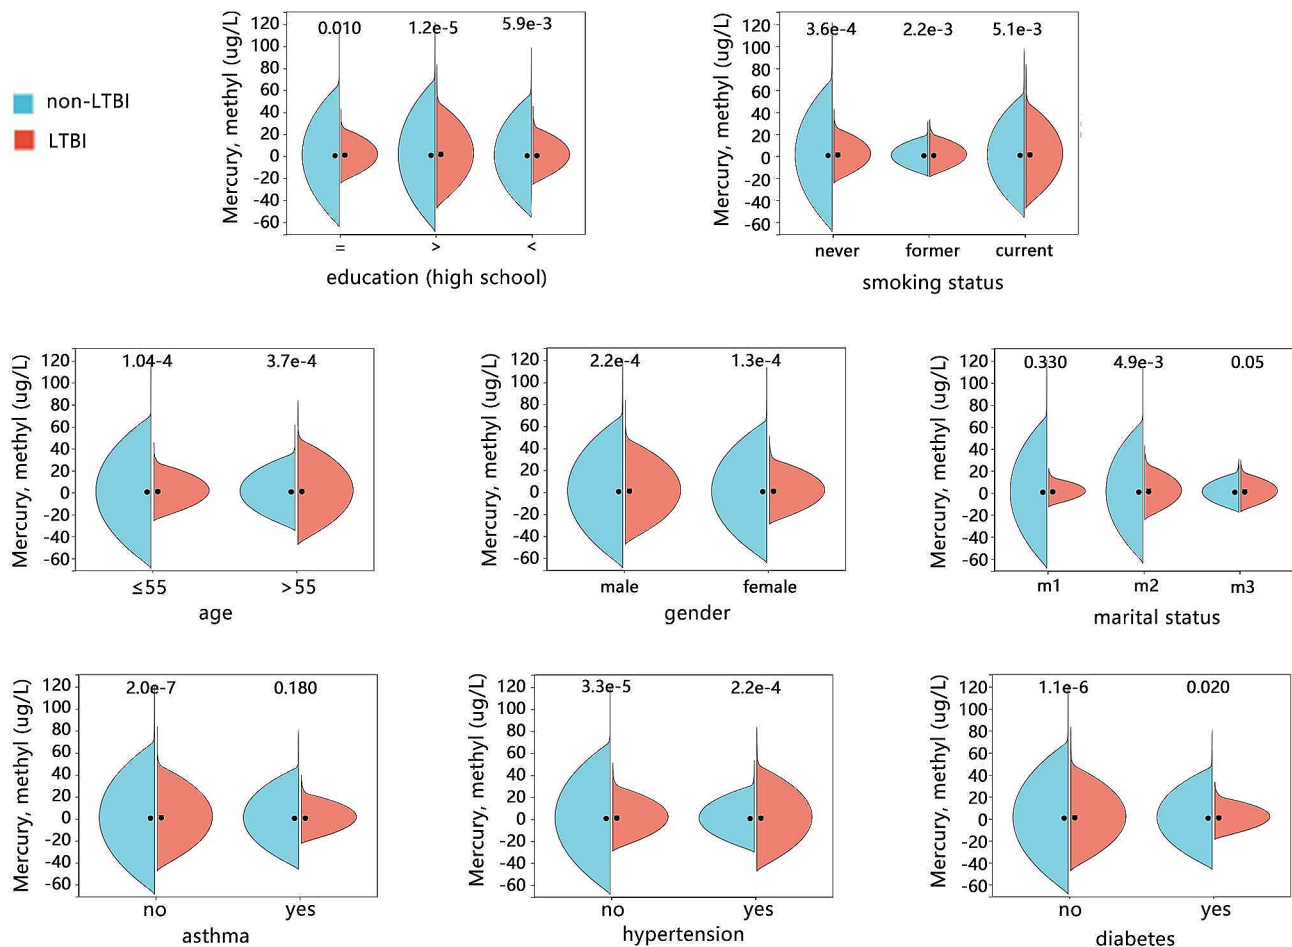 non-LTBI
LTBI
Mercury, methyl (ug/L)
120
100
80
60
40
20
0
-20
-40
-60
0.010 1.2e-5 5.9e-3
= > <
education (high school)
Mercury, methyl (ug/L)
120
100
80
60
40
20
0
-20
-40
-60
3.6e-4 2.2e-3 5.1e-3
never former current
smoking status
Mercury, methyl (ug/L)
120
100
80
60
40
20
0
-20
-40
-60
1.04-4 3.7e-4
≤55 >55
age
Mercury, methyl (ug/L)
120
100
80
60
40
20
0
-20
-40
-60
2.2e-4 1.3e-4
male female
gender
Mercury, methyl (ug/L)
120
100
80
60
40
20
0
-20
-40
-60
0.330 4.9e-3 0.05
m1 m2 m3
marital status
Mercury, methyl (ug/L)
120
100
80
60
40
20
0
-20
-40
-60
2.0e-7 0.180
no yes
asthma
Mercury, methyl (ug/L)
120
100
80
60
40
20
0
-20
-40
-60
3.3e-5 2.2e-4
no yes
hypertension
Mercury, methyl (ug/L)
120
100
80
60
40
20
0
-20
-40
-60
1.1e-6 0.020
no yes
diabetes